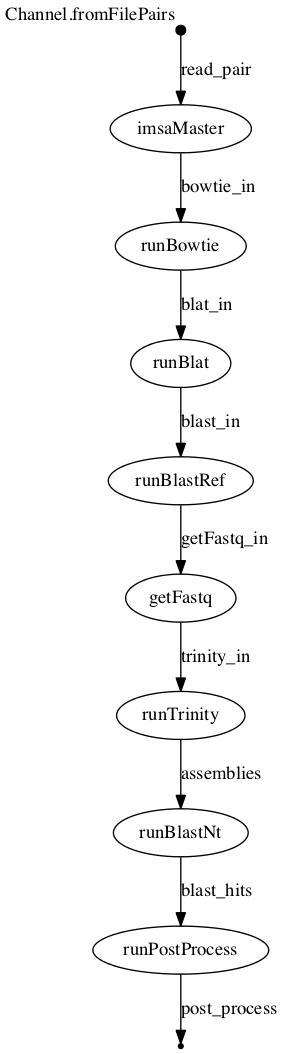 Channel.fromFilePairs
read_pair
imsaMaster
bowtie_in
runBowtie
blat_in
runBlat
blast_in
runBlastRef
getFastq_in
getFastq
trinity_in
runTrinity
assemblies
runBlastNt
blast_hits
runPostProcess
post_process